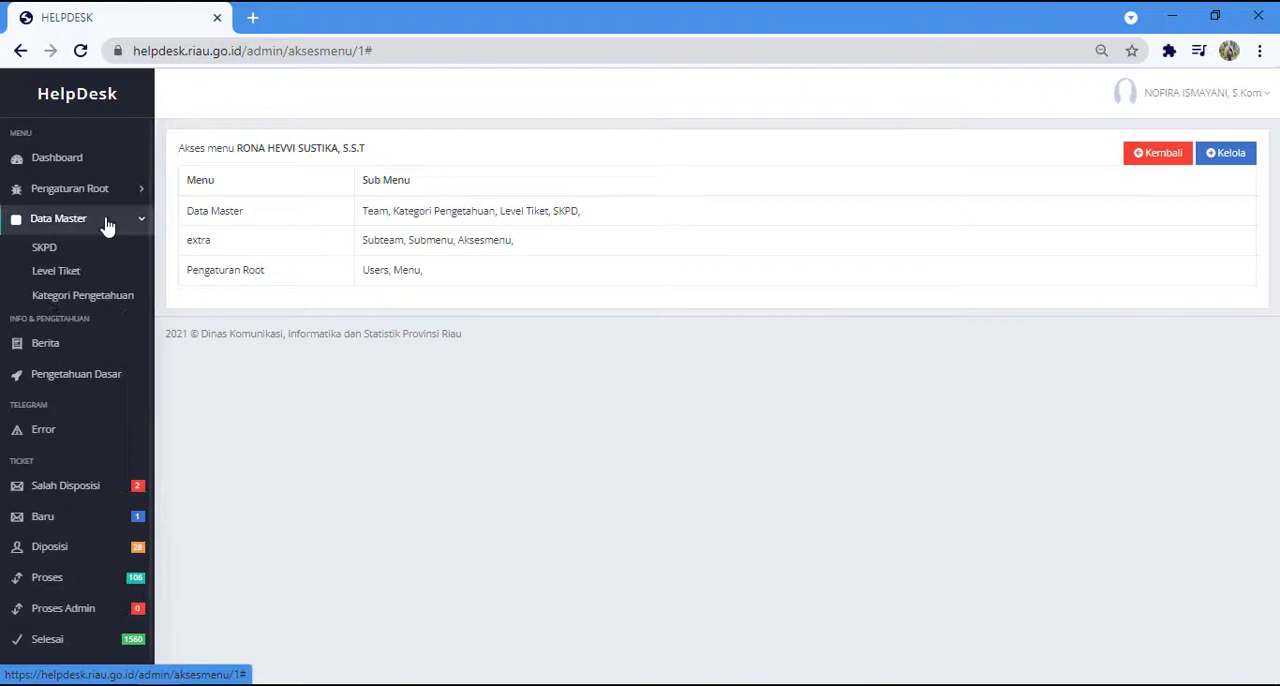 HELPDESK
helpdesk.riau.go.id/admin/aksesmenu/1#
HelpDesk
NOFIRA ISMAYANI, S.Kom
MENU
Dashboard
Pengaturan Root
Data Master
SKPD
Level Tiket
Kategori Pengetahuan
INFO & PENGETAHUAN
Berita
Pengetahuan Dasar
TELEGRAM
Error
TICKET
Salah Disposisi 2
Baru 1
Diposisi 28
Proses 106
Proses Admin 0
Selesai 1560
Akses menu RONA HEVVI SUSTIKA, S.S.T
Kembali Kelola
Menu Sub Menu
Data Master Team, Kategori Pengetahuan, Level Tiket, SKPD,
extra Subteam, Submenu, Aksesmenu,
Pengaturan Root Users, Menu,
2021 © Dinas Komunikasi, Informatika dan Statistik Provinsi Riau
https://helpdesk.riau.go.id/admin/aksesmenu/1#